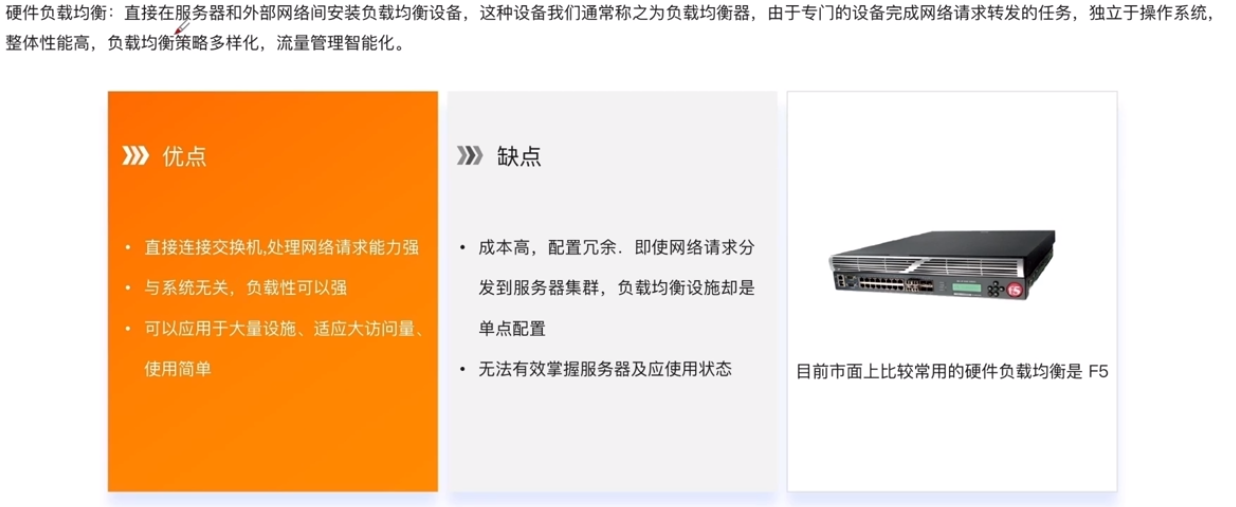 硬件负载均衡：直接在服务器和外部网络间安装负载均衡设备，这种设备我们通常称之为负载均衡器，由于专门的设备完成网络请求转发的任务，独立于操作系统，
整体性能高，负载均衡策略多样化，流量管理智能化。
优点
• 直接连接交换机,处理网络请求能力强
• 与系统无关，负载性可以强
• 可以应用于大量设施、适应大访问量、
使用简单
缺点
• 成本高，配置冗余．即使网络请求分
发到服务器集群，负载均衡设施却是
单点配置
• 无法有效掌握服务器及应使用状态
f5
目前市面上比较常用的硬件负载均衡是 F5